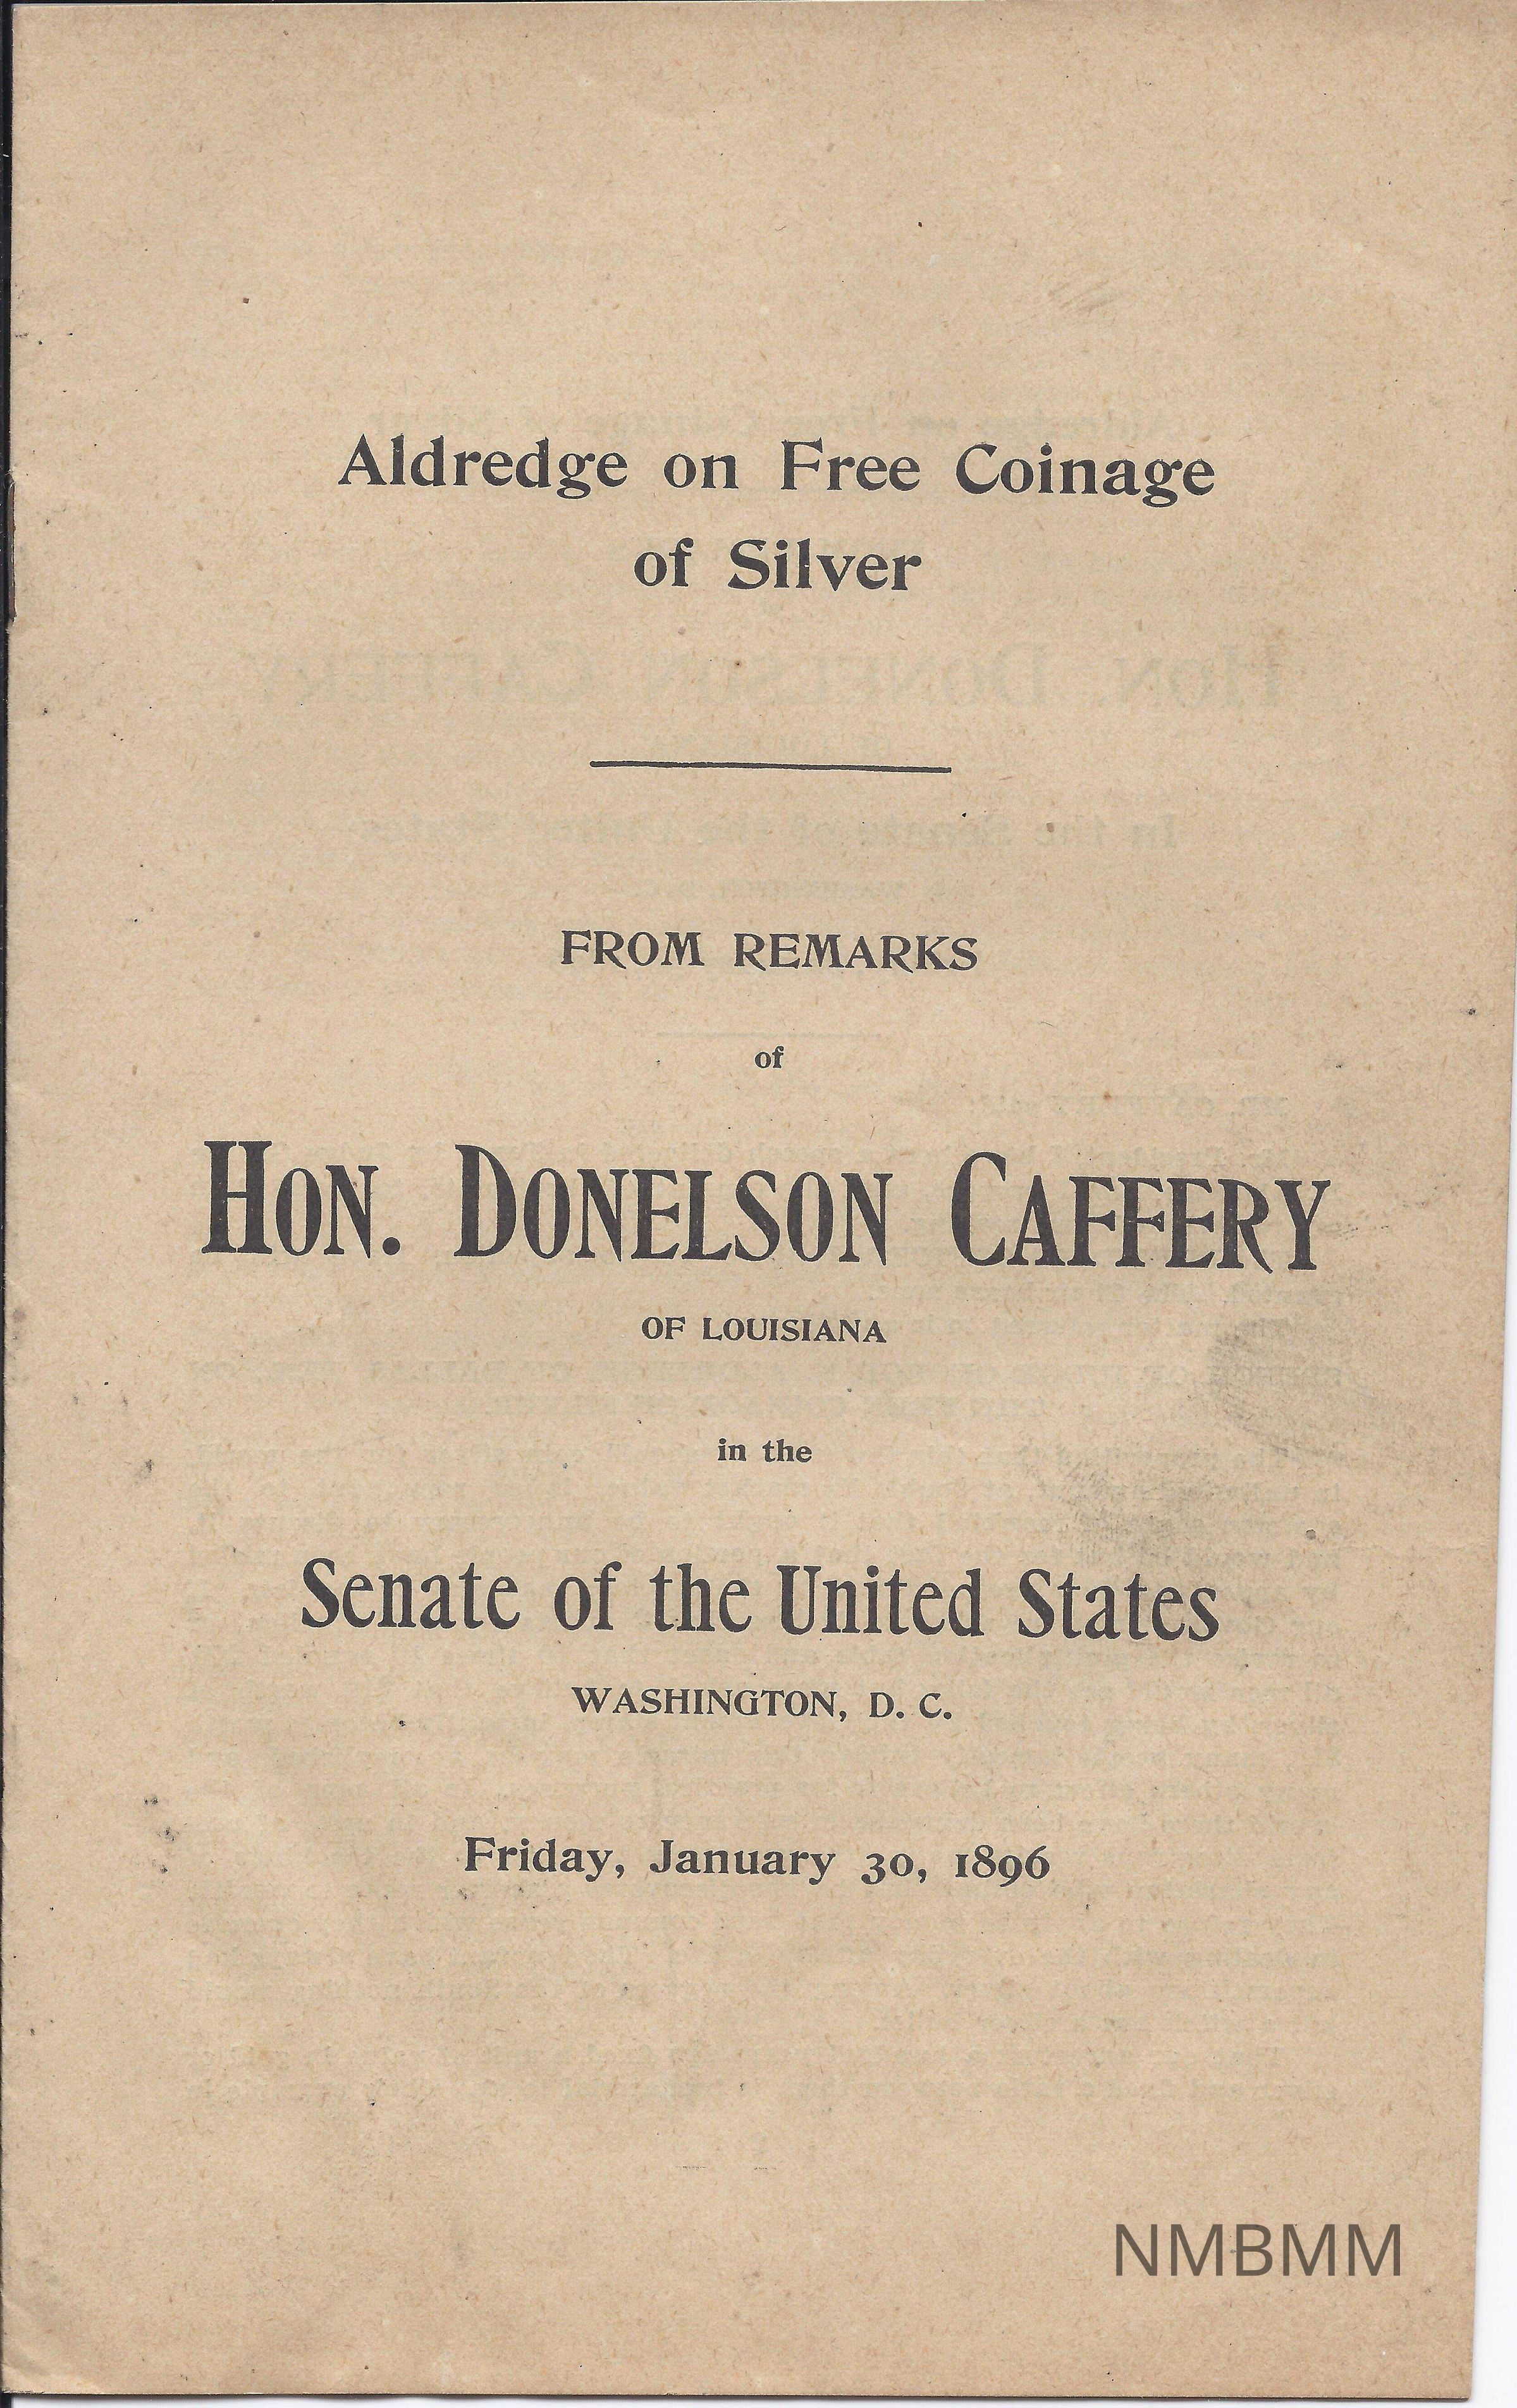 Aldredge on Free Coinage
of Silver
FROM REMARKS
of
HON. DONELSON CAFFERY
OF LOUISIANA
in the
Senate of the United States
WASHINGTON, D. C.
Friday, January 30, 1896
NMBMM